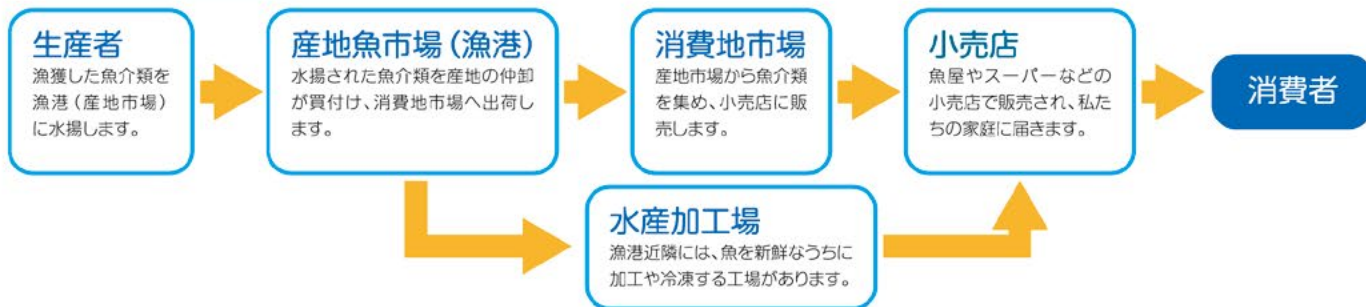 生産者
漁獲した魚介類を
漁港(産地市場)
に水揚します。
産地魚市場(漁港)
水揚された魚介類を産地の仲卸
が買付け、消費地市場へ出荷し
ます。
消費地市場
産地市場から魚介類
を集め、小売店に販
売します。
小売店
魚屋やスーパーなどの
小売店で販売され、私た
ちの家庭に届きます。
消費者
水産加工場
漁港近隣には、魚を新鮮なうちに
加工や冷凍する工場があります。